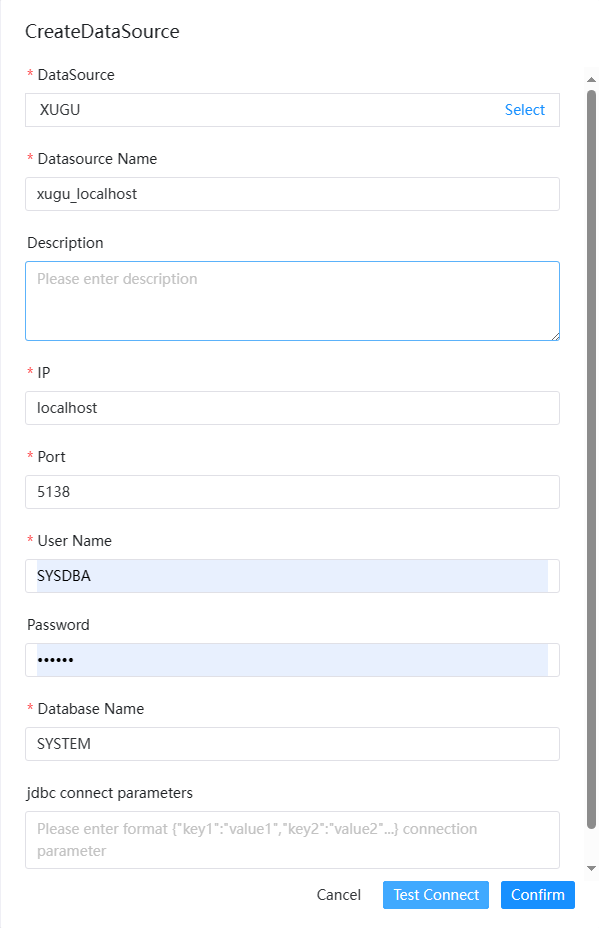 CreateDataSource
* DataSource
XUGU Select
* Datasource Name
xugu_localhost
Description
Please enter description
* IP
localhost
* Port
5138
* User Name
SYSDBA
Password
••••••
* Database Name
SYSTEM
jdbc connect parameters
Please enter format {"key1":"value1","key2":"value2"...} connection
parameter
Cancel Test Connect Confirm